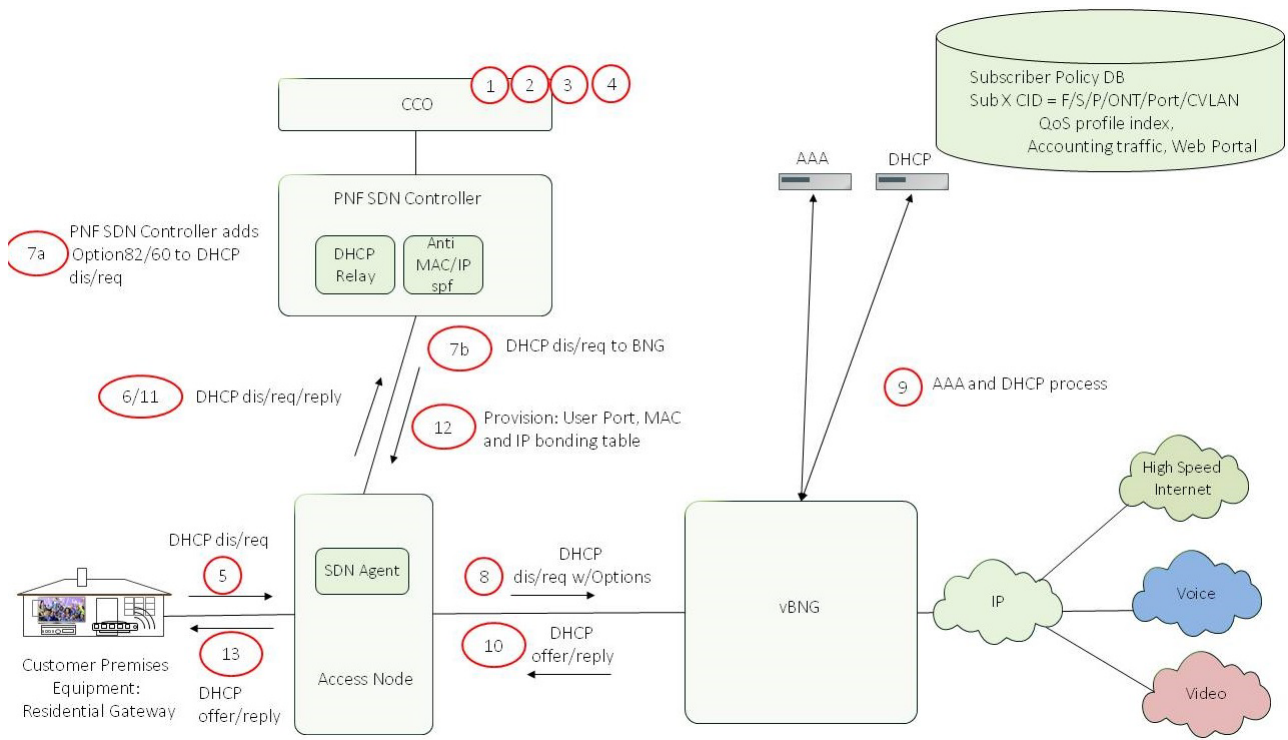 1
2
3
4
CCO
Subscriber Policy DB
Sub X CID = F/S/P/ONT/Port/CVLAN
QoS profile index,
Accounting traffic, Web Portal
AAA
DHCP
PNF SDN Controller
DHCP
Relay
Anti
MAC/IP
spf
7a
PNF SDN Controller adds
Option82/60 to DHCP
dis/req
7b
DHCP dis/req to BNG
6/11
DHCP dis/req/reply
12
Provision: User Port, MAC
and IP bonding table
9
AAA and DHCP process
High Speed
Internet
DHCP dis/req
5
SDN Agent
8
DHCP
dis/req w/Options
vBNG
IP
Voice
13
DHCP
offer/reply
10
DHCP
offer/reply
Customer Premises
Equipment:
Residential Gateway
Access Node
Video